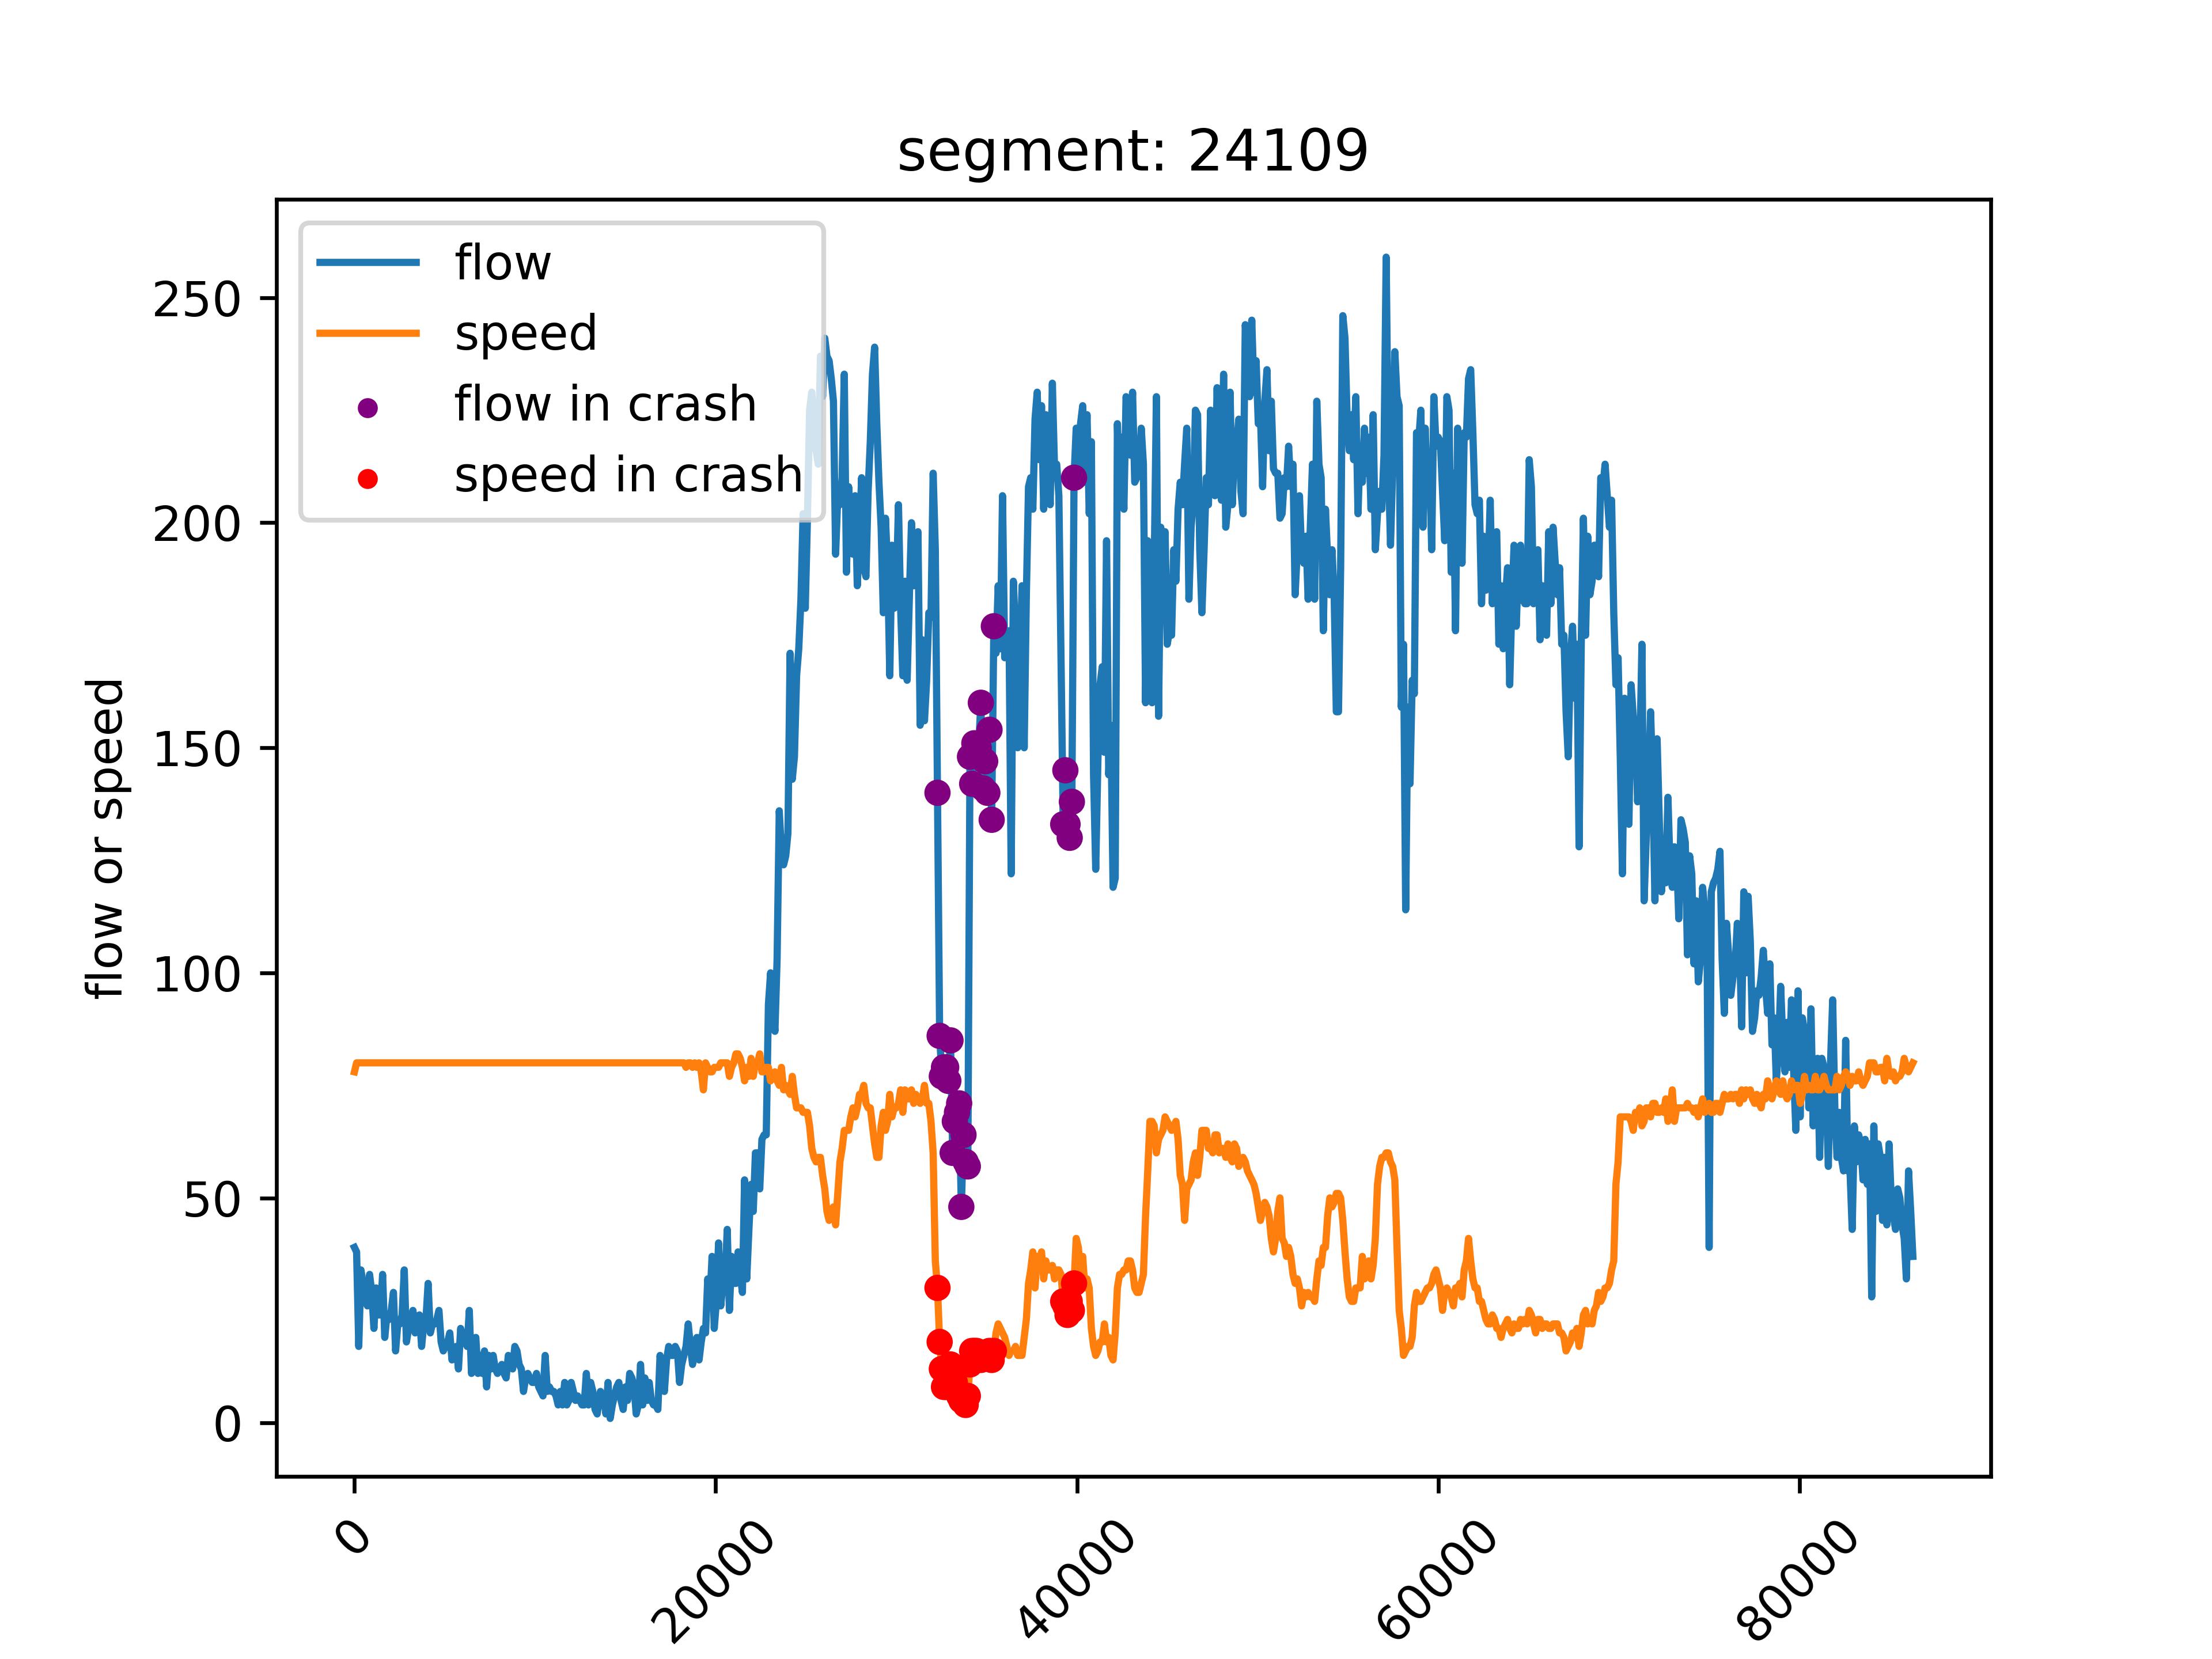 segment: 24109
flow
speed
flow in crash
speed in crash
flow or speed
250
200
150
100
50
0
0
20000
40000
60000
80000